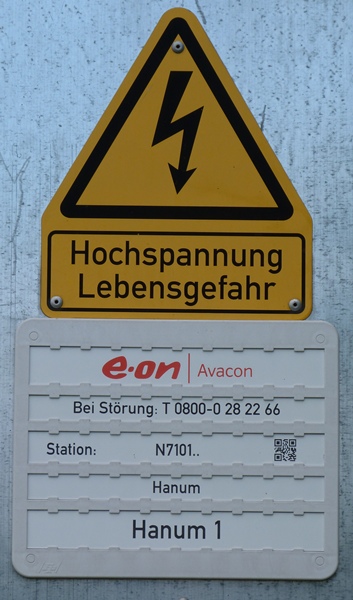 Hochspannung
Lebensgefahr
e·on | Avacon
Bei Störung: T 0800-0 28 22 66
Station: N7101..
Hanum
Hanum 1